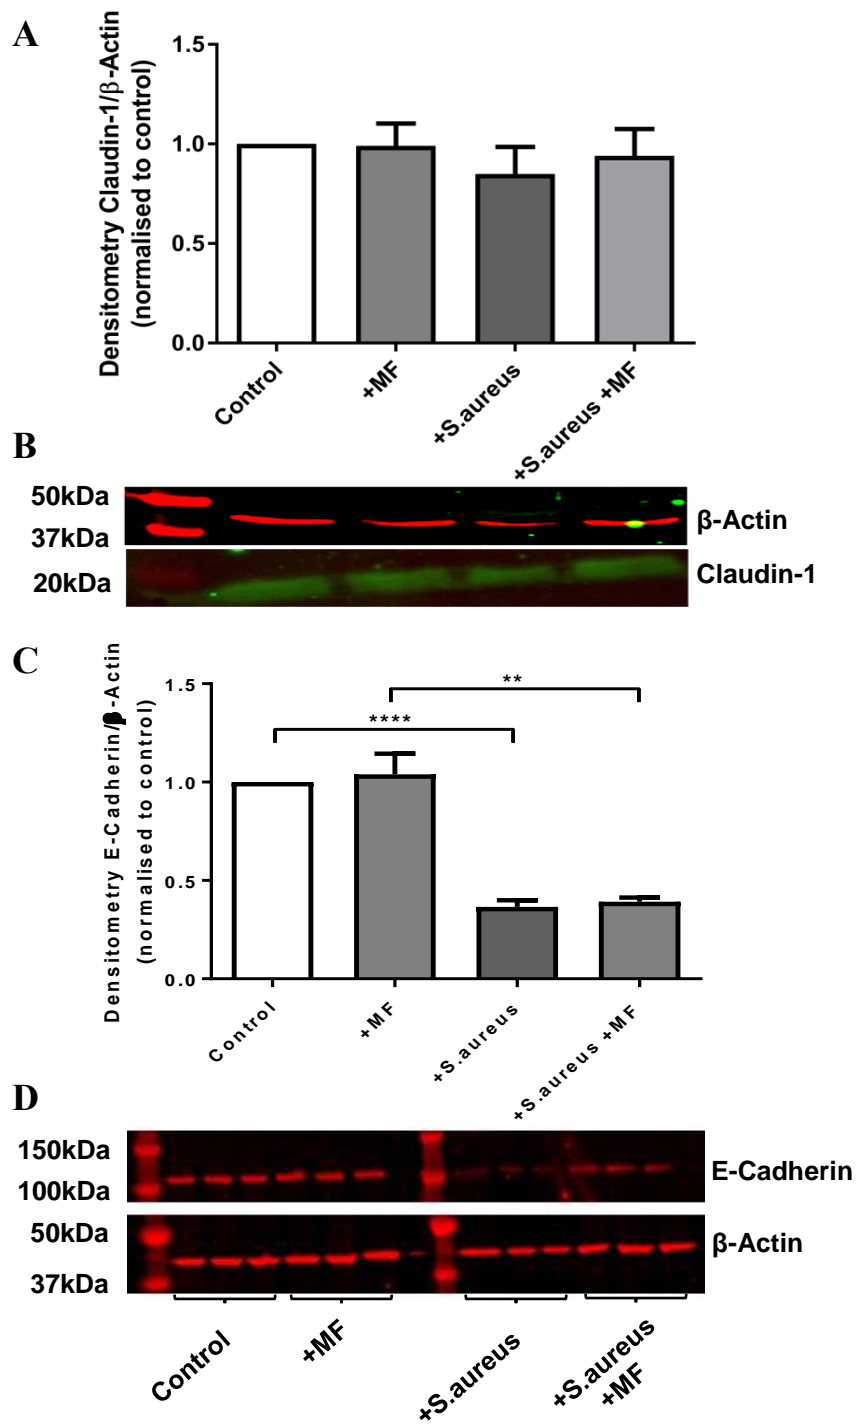 A
Densitometry Claudin-1/β-Actin
(normalised to control)
1.5
1.0
0.5
0.0
Control
+MF
+S.aureus
+S.aureus +MF
B
50kDa
37kDa
20kDa
β-Actin
Claudin-1
C
Densitometry E-Cadherin/β-Actin
(normalised to control)
1.5
1.0
0.5
0.0
**
****
Control
+MF
+S.aureus
+S.aureus +MF
D
150kDa
100kDa
E-Cadherin
50kDa
37kDa
β-Actin
Control
+MF
+S.aureus
+S.aureus
+MF